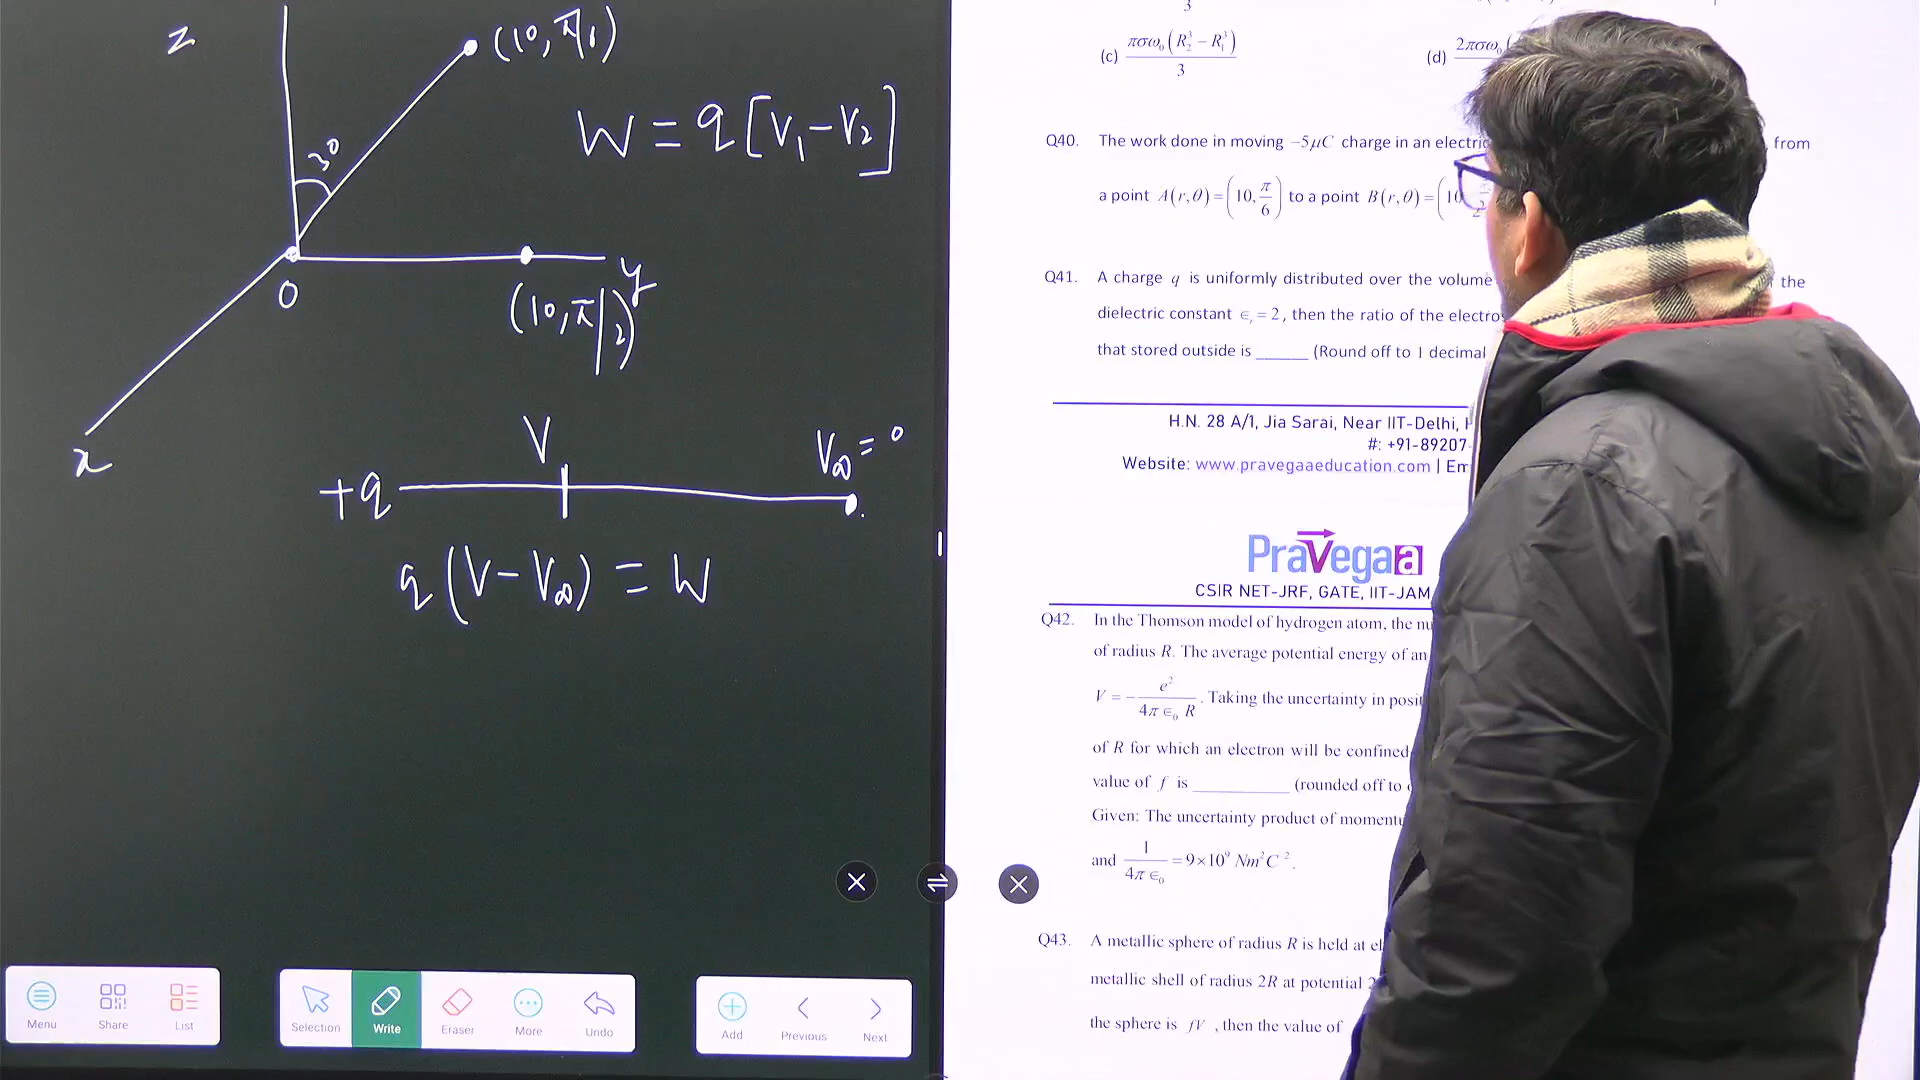 z
(10, π/1)
30
W = q [V₁ - V₂]
0
y
(10, π/2)
x
V
V∞ = 0
+q
q (V - V∞) = W
Menu
Share
List
Selection
Write
Eraser
More
Undo
Add
Previous
Next
3
(c) πσω₀(R₂³ − R₁³) / 3
(d) 2πσω₀
Q40. The work done in moving −5μC charge in an electric from
a point A(r,θ) = (10, π/6) to a point B(r,θ) = (10
Q41. A charge q is uniformly distributed over the volume the
dielectric constant ∈ᵣ = 2, then the ratio of the
that stored outside is ______ (Round off to 1 decimal
H.N. 28 A/1, Jia Sarai, Near IIT-Delhi,
#: +91-89207
Website: www.pravegaaeducation.com |
Pravegaa
CSIR NET-JRF, GATE, IIT-JAM
Q42. In the Thomson model of hydrogen atom, the
of radius R. The average potential energy of an
V = − e² / 4π∈₀ R . Taking the uncertainty in
of R for which an electron will be confined
value of f is __________ (rounded off to
Given: The uncertainty product of
and 1 / 4π∈₀ = 9×10⁹ Nm²C⁻².
Q43. A metallic sphere of radius R is held at
metallic shell of radius 2R at potential
the sphere is fV , then the value of